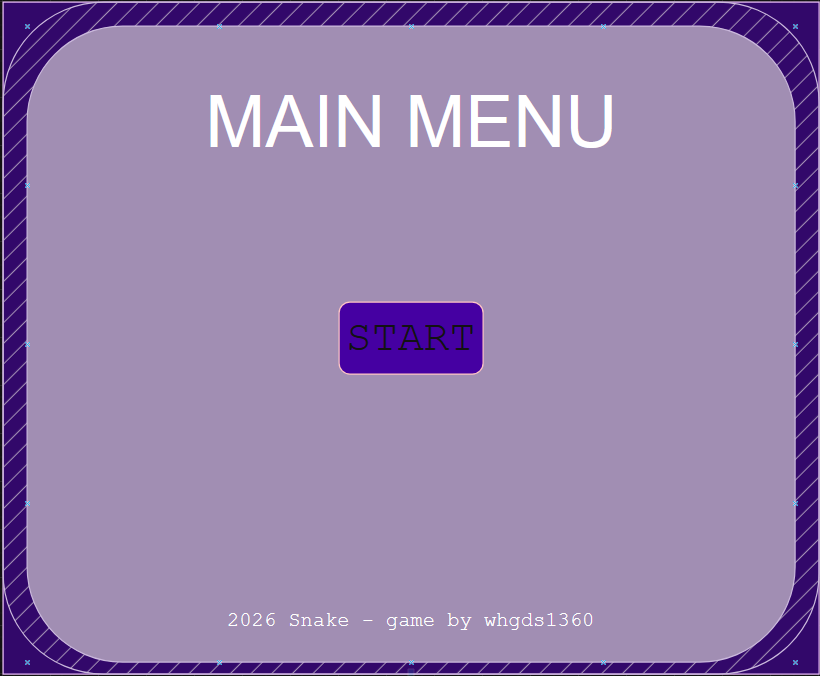 MAIN MENU
START
2026 Snake - game by whgds1360